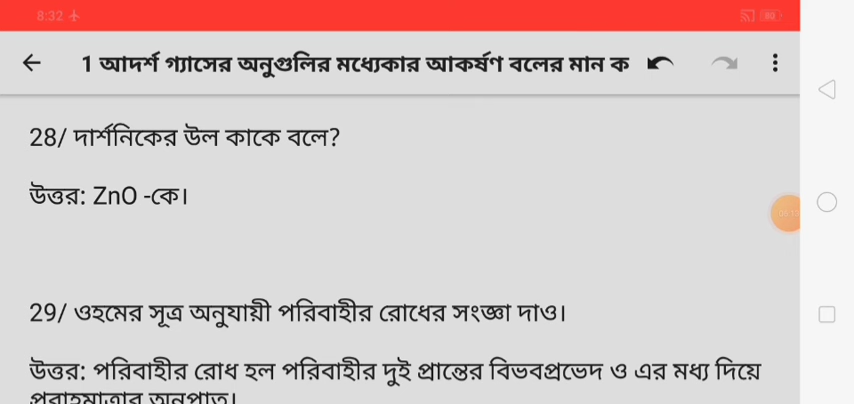 8:32
80
1 আদর্শ গ্যাসের অনুগুলির মধ্যেকার আকর্ষণ বলের মান ক
28/ দার্শনিকের উল কাকে বলে?
উত্তর: ZnO -কে।
29/ ওহমের সূত্র অনুযায়ী পরিবাহীর রোধের সংজ্ঞা দাও।
উত্তর: পরিবাহীর রোধ হল পরিবাহীর দুই প্রান্তের বিভবপ্রভেদ ও এর মধ্য দিয়ে
প্রবাহমাত্রার অনুপাত।